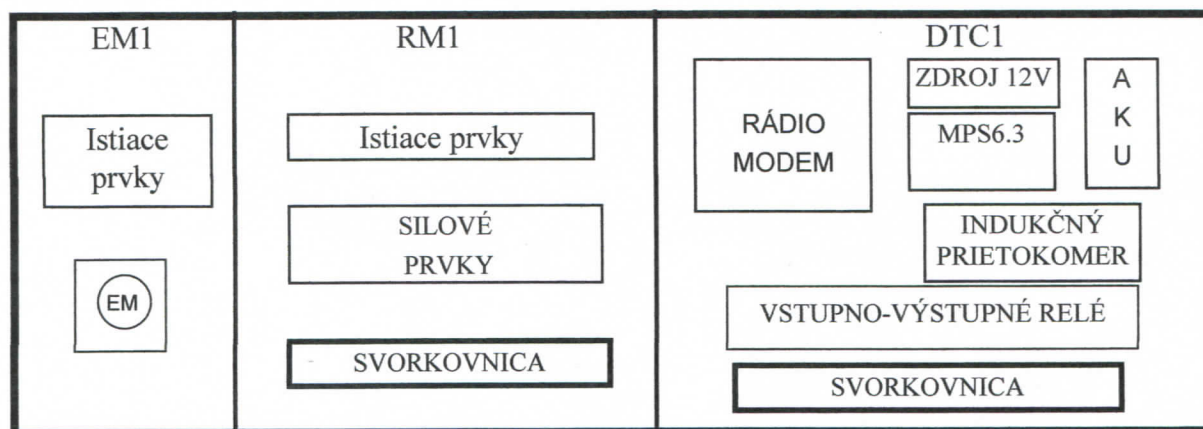 EM1
Istiace
prvky
EM
RM1
Istiace prvky
SILOVÉ
PRVKY
SVORKOVNICA
DTC1
RÁDIO
MODEM
ZDROJ 12V
MPS6.3
A
K
U
INDUKČNÝ
PRIETOKOMER
VSTUPNO-VÝSTUPNÉ RELÉ
SVORKOVNICA